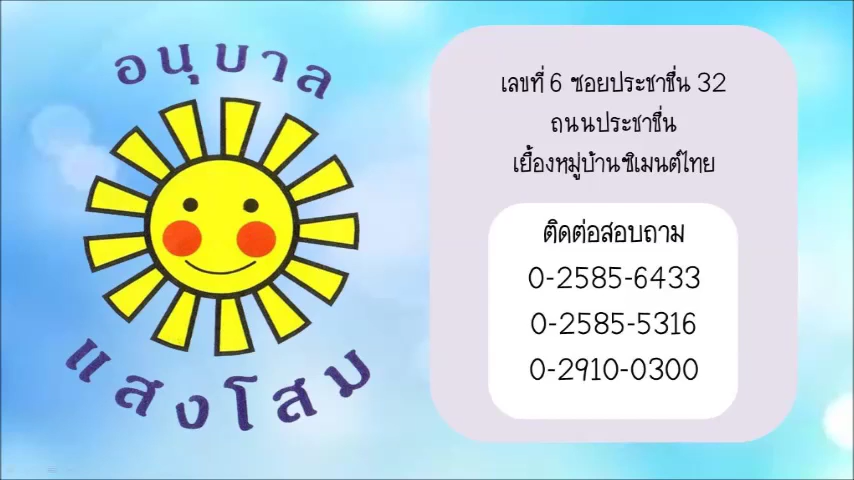 อนุบาล
แสงโสม
เลขที่ 6 ซอยประชาชื่น 32
ถนนประชาชื่น
เยื้องหมู่บ้านซิเมนต์ไทย
ติดต่อสอบถาม
0-2585-6433
0-2585-5316
0-2910-0300